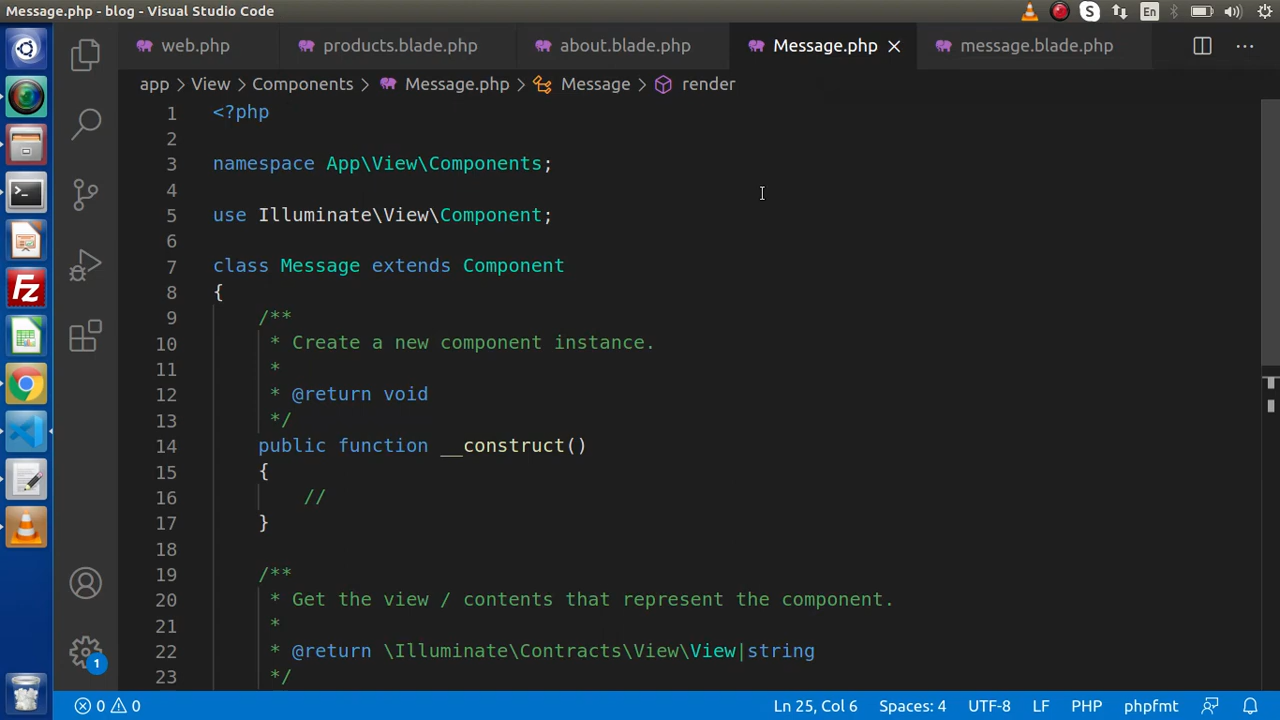 Message.php - blog - Visual Studio Code
En
web.php
products.blade.php
about.blade.php
Message.php
message.blade.php
app > View > Components > Message.php > Message > render
1 <?php
2
3 namespace App\View\Components;
4
5 use Illuminate\View\Component;
6
7 class Message extends Component
8 {
9 /**
10 * Create a new component instance.
11 *
12 * @return void
13 */
14 public function __construct()
15 {
16 //
17 }
18
19 /**
20 * Get the view / contents that represent the component.
21 *
22 * @return \Illuminate\Contracts\View\View|string
23 */
Fz
1
0 0
Ln 25, Col 6
Spaces: 4
UTF-8
LF
PHP
phpfmt